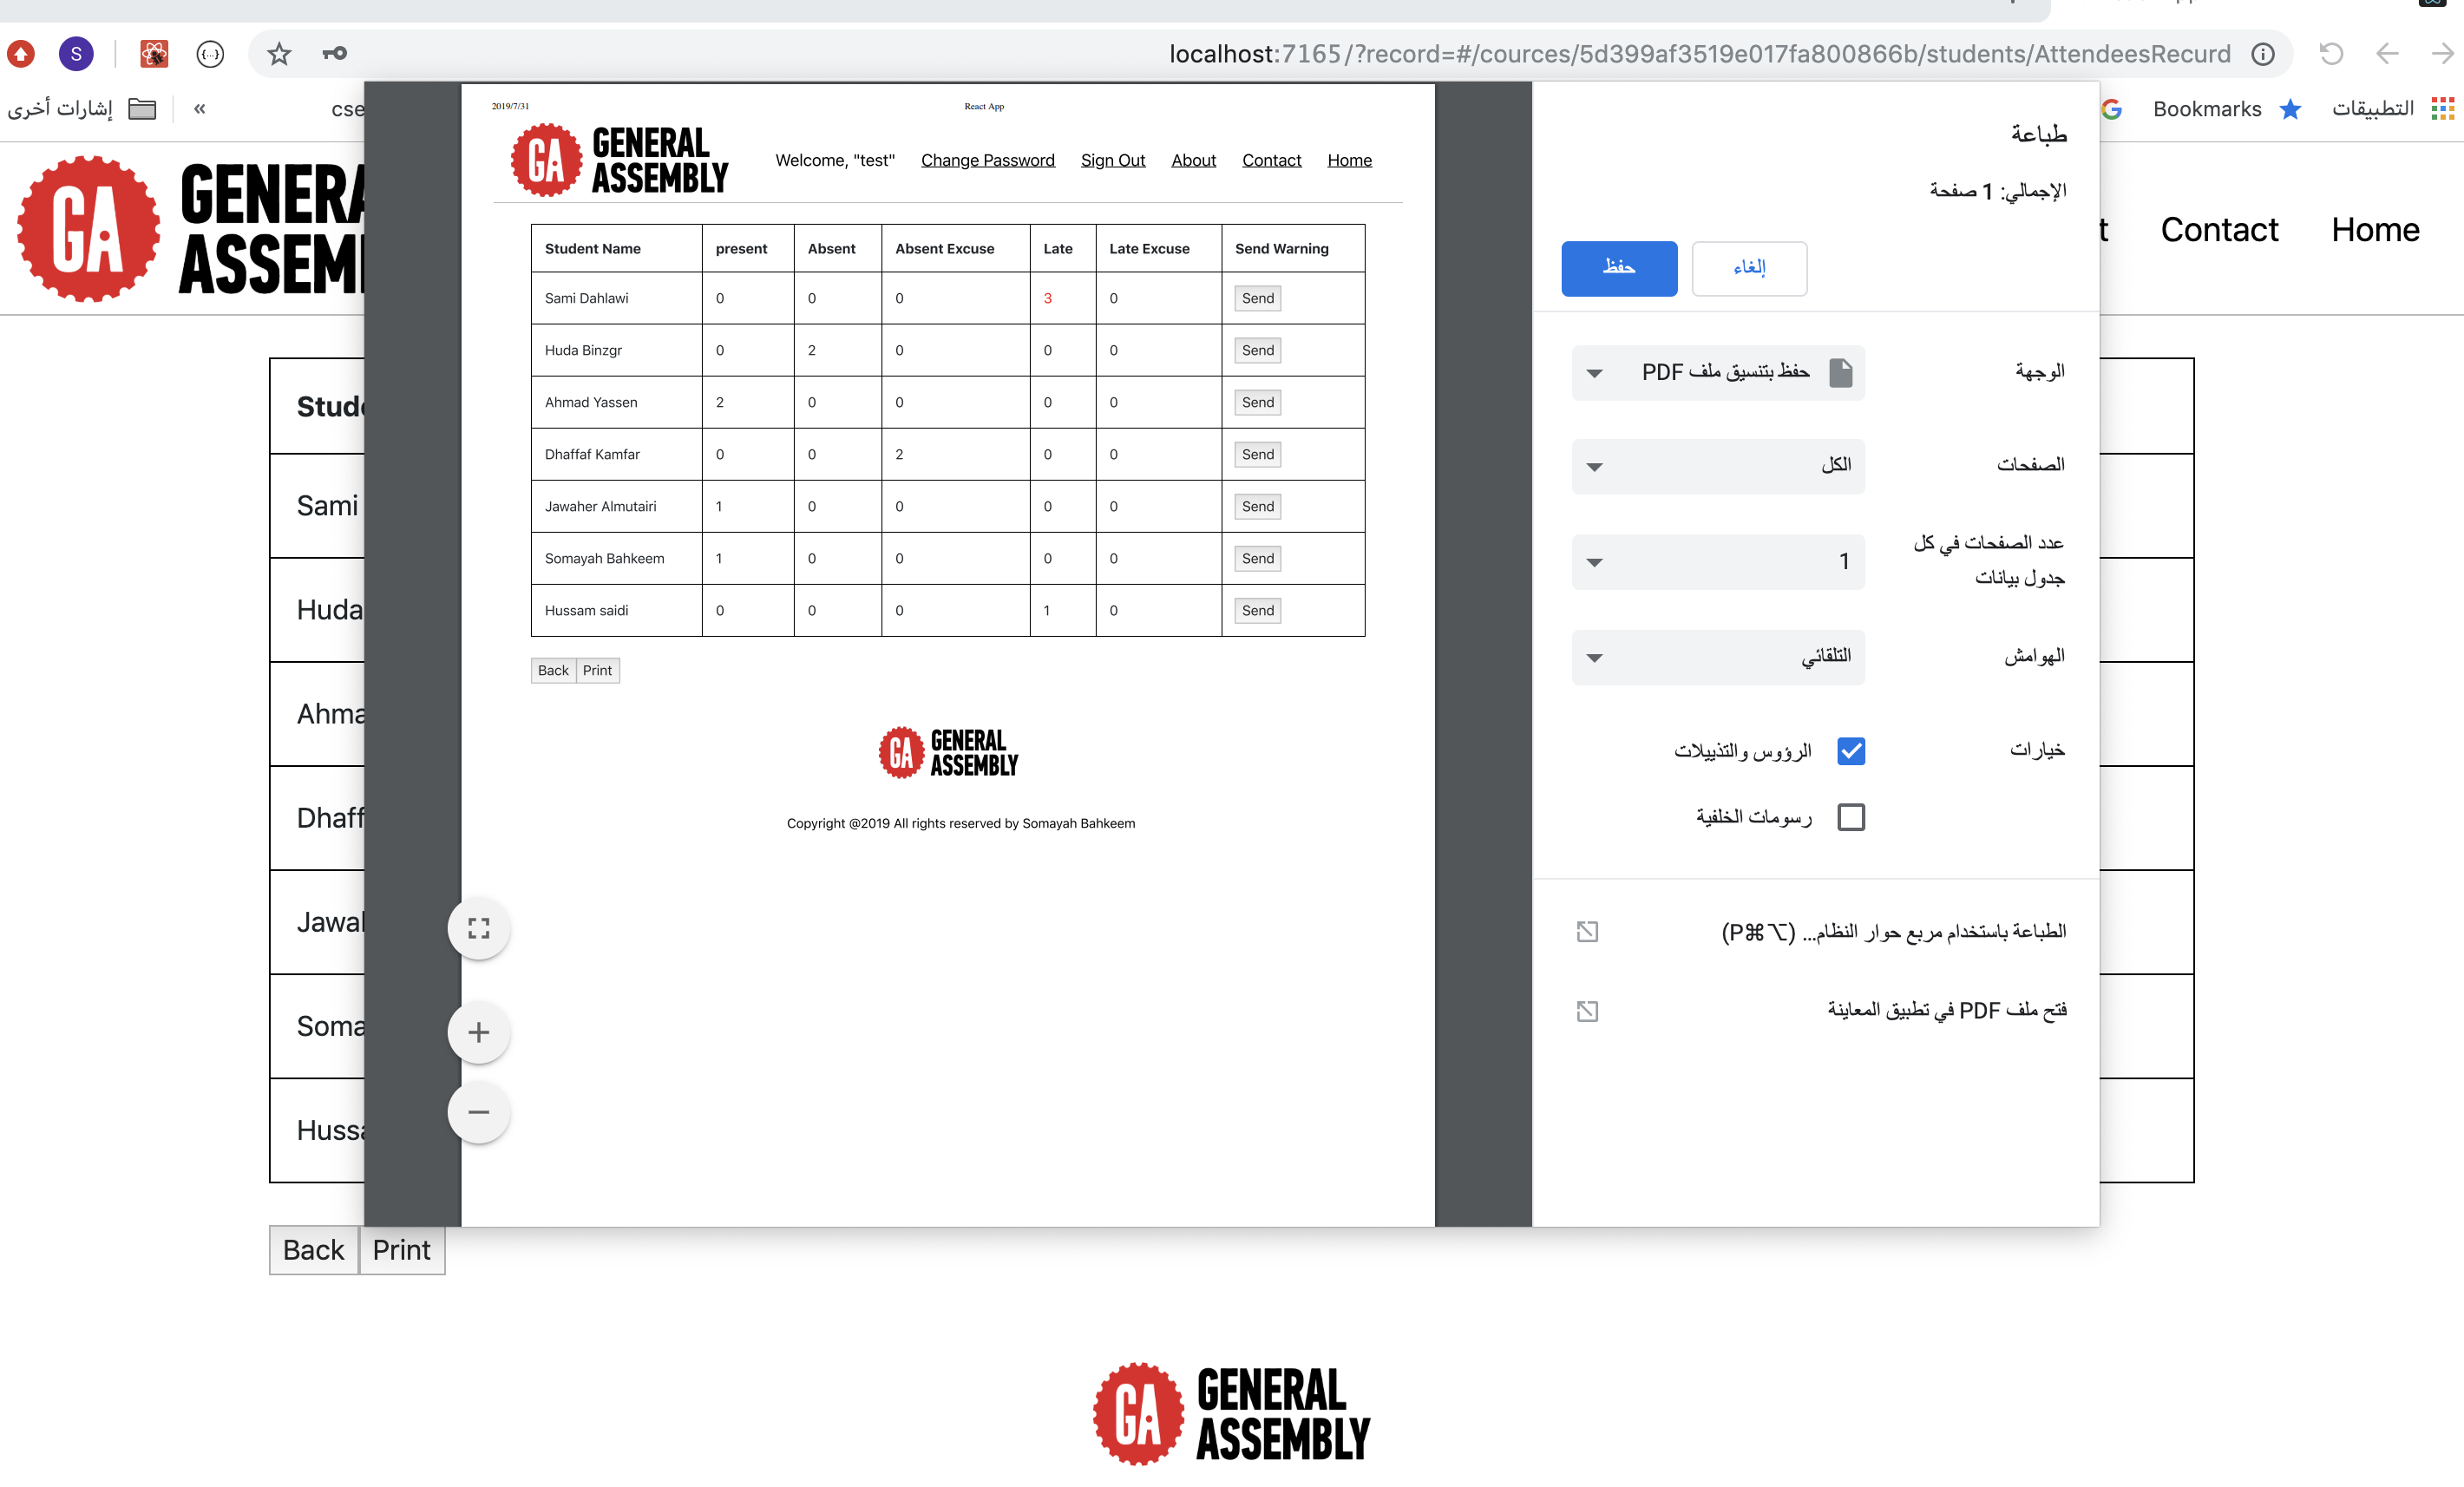 S
localhost:7165/?record=#/cources/5d399af3519e017fa800866b/students/AttendeesRecurd
إشارات أخرى
«
cse
Bookmarks
التطبيقات
GA GENERA
ASSEM
Contact
Home
Stud
Sami
Huda
Ahma
Dhaff
Jawa
Soma
Huss
Back Print
2019/7/31 React App
GA GENERAL
ASSEMBLY
Welcome, "test" Change Password Sign Out About Contact Home
Student Name present Absent Absent Excuse Late Late Excuse Send Warning
Sami Dahlawi 0 0 0 3 0 Send
Huda Binzgr 0 2 0 0 0 Send
Ahmad Yassen 2 0 0 0 0 Send
Dhaffaf Kamfar 0 0 2 0 0 Send
Jawaher Almutairi 1 0 0 0 0 Send
Somayah Bahkeem 1 0 0 0 0 Send
Hussam saidi 0 0 0 1 0 Send
Back Print
GA GENERAL
ASSEMBLY
Copyright @2019 All rights reserved by Somayah Bahkeem
طباعة
الإجمالي: 1 صفحة
إلغاء
حفظ
الوجهة
حفظ بتنسيق ملف PDF
الصفحات
الكل
عدد الصفحات في كل
جدول بيانات
1
الهوامش
التلقائي
خيارات
الرؤوس والتذييلات
رسومات الخلفية
الطباعة باستخدام مربع حوار النظام... (⌥⌘P)
فتح ملف PDF في تطبيق المعاينة
GA GENERAL
ASSEMBLY